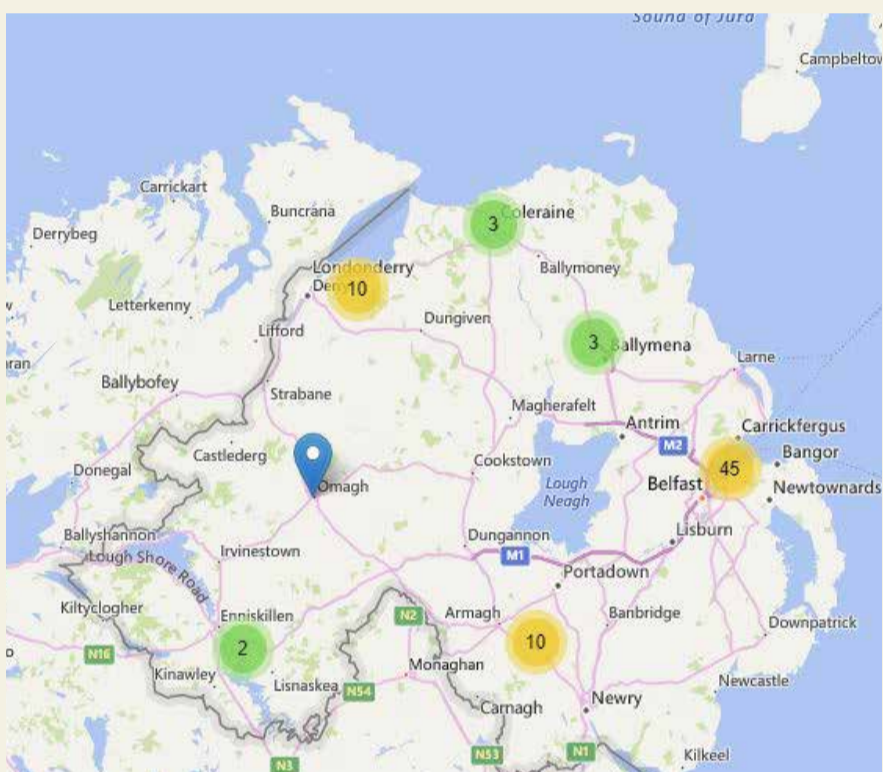 Sound of Jura
Campbeltow
Carrickart
Buncrana
Derrybeg
3
Coleraine
Londonderry
10
Ballymoney
Letterkenny
Dungiven
Lifford
3
Ballymena
Larne
Ballybofey
Strabane
Magherafelt
Antrim
Carrickfergus
M2
Castlederg
Cookstown
45
Bangor
Donegal
Omagh
Lough
Neagh
Belfast
Newtownards
Ballyshannon
Dungannon
Lisburn
Lough Shore Road
Irvinestown
M1
Portadown
Kiltyclogher
Enniskillen
N2
Armagh
Banbridge
Downpatrick
N16
2
10
Kinawley
Lisnaskea
N54
Monaghan
Newcastle
Carnagh
Newry
N3
N53
N1
Kilkeel